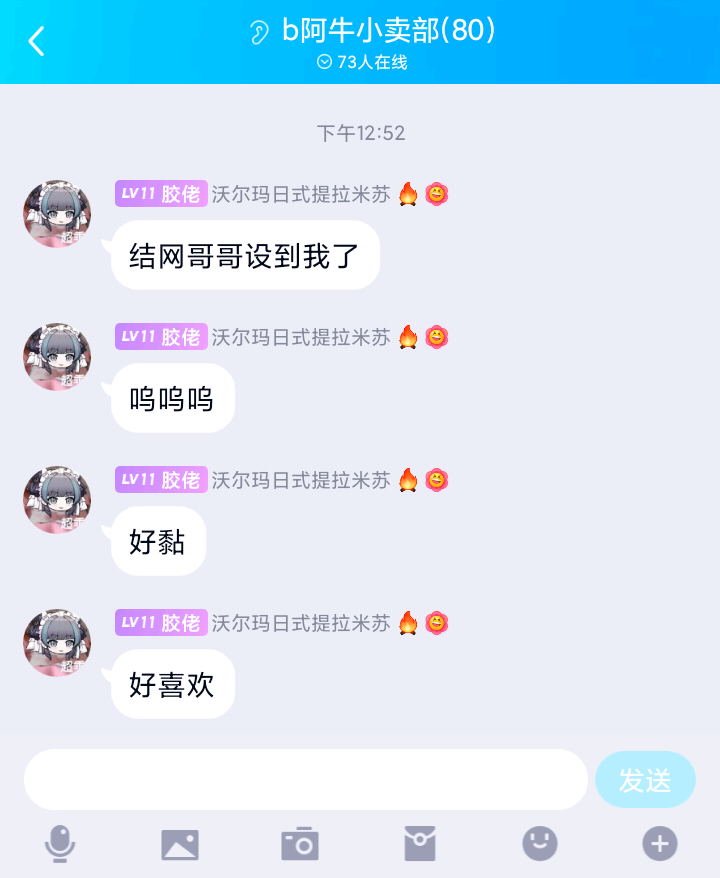 b阿牛小卖部(80)
73人在线
下午12:52
LV11 胶佬 沃尔玛日式提拉米苏
结网哥哥设到我了
LV11 胶佬 沃尔玛日式提拉米苏
呜呜呜
LV11 胶佬 沃尔玛日式提拉米苏
好黏
LV11 胶佬 沃尔玛日式提拉米苏
好喜欢
发送